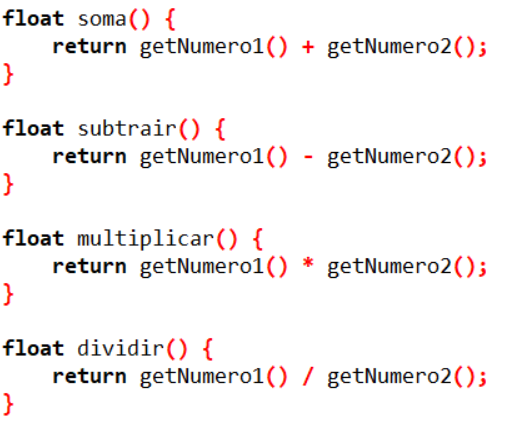 float soma() {
    return getNumero1() + getNumero2();
}

float subtrair() {
    return getNumero1() - getNumero2();
}

float multiplicar() {
    return getNumero1() * getNumero2();
}

float dividir() {
    return getNumero1() / getNumero2();
}